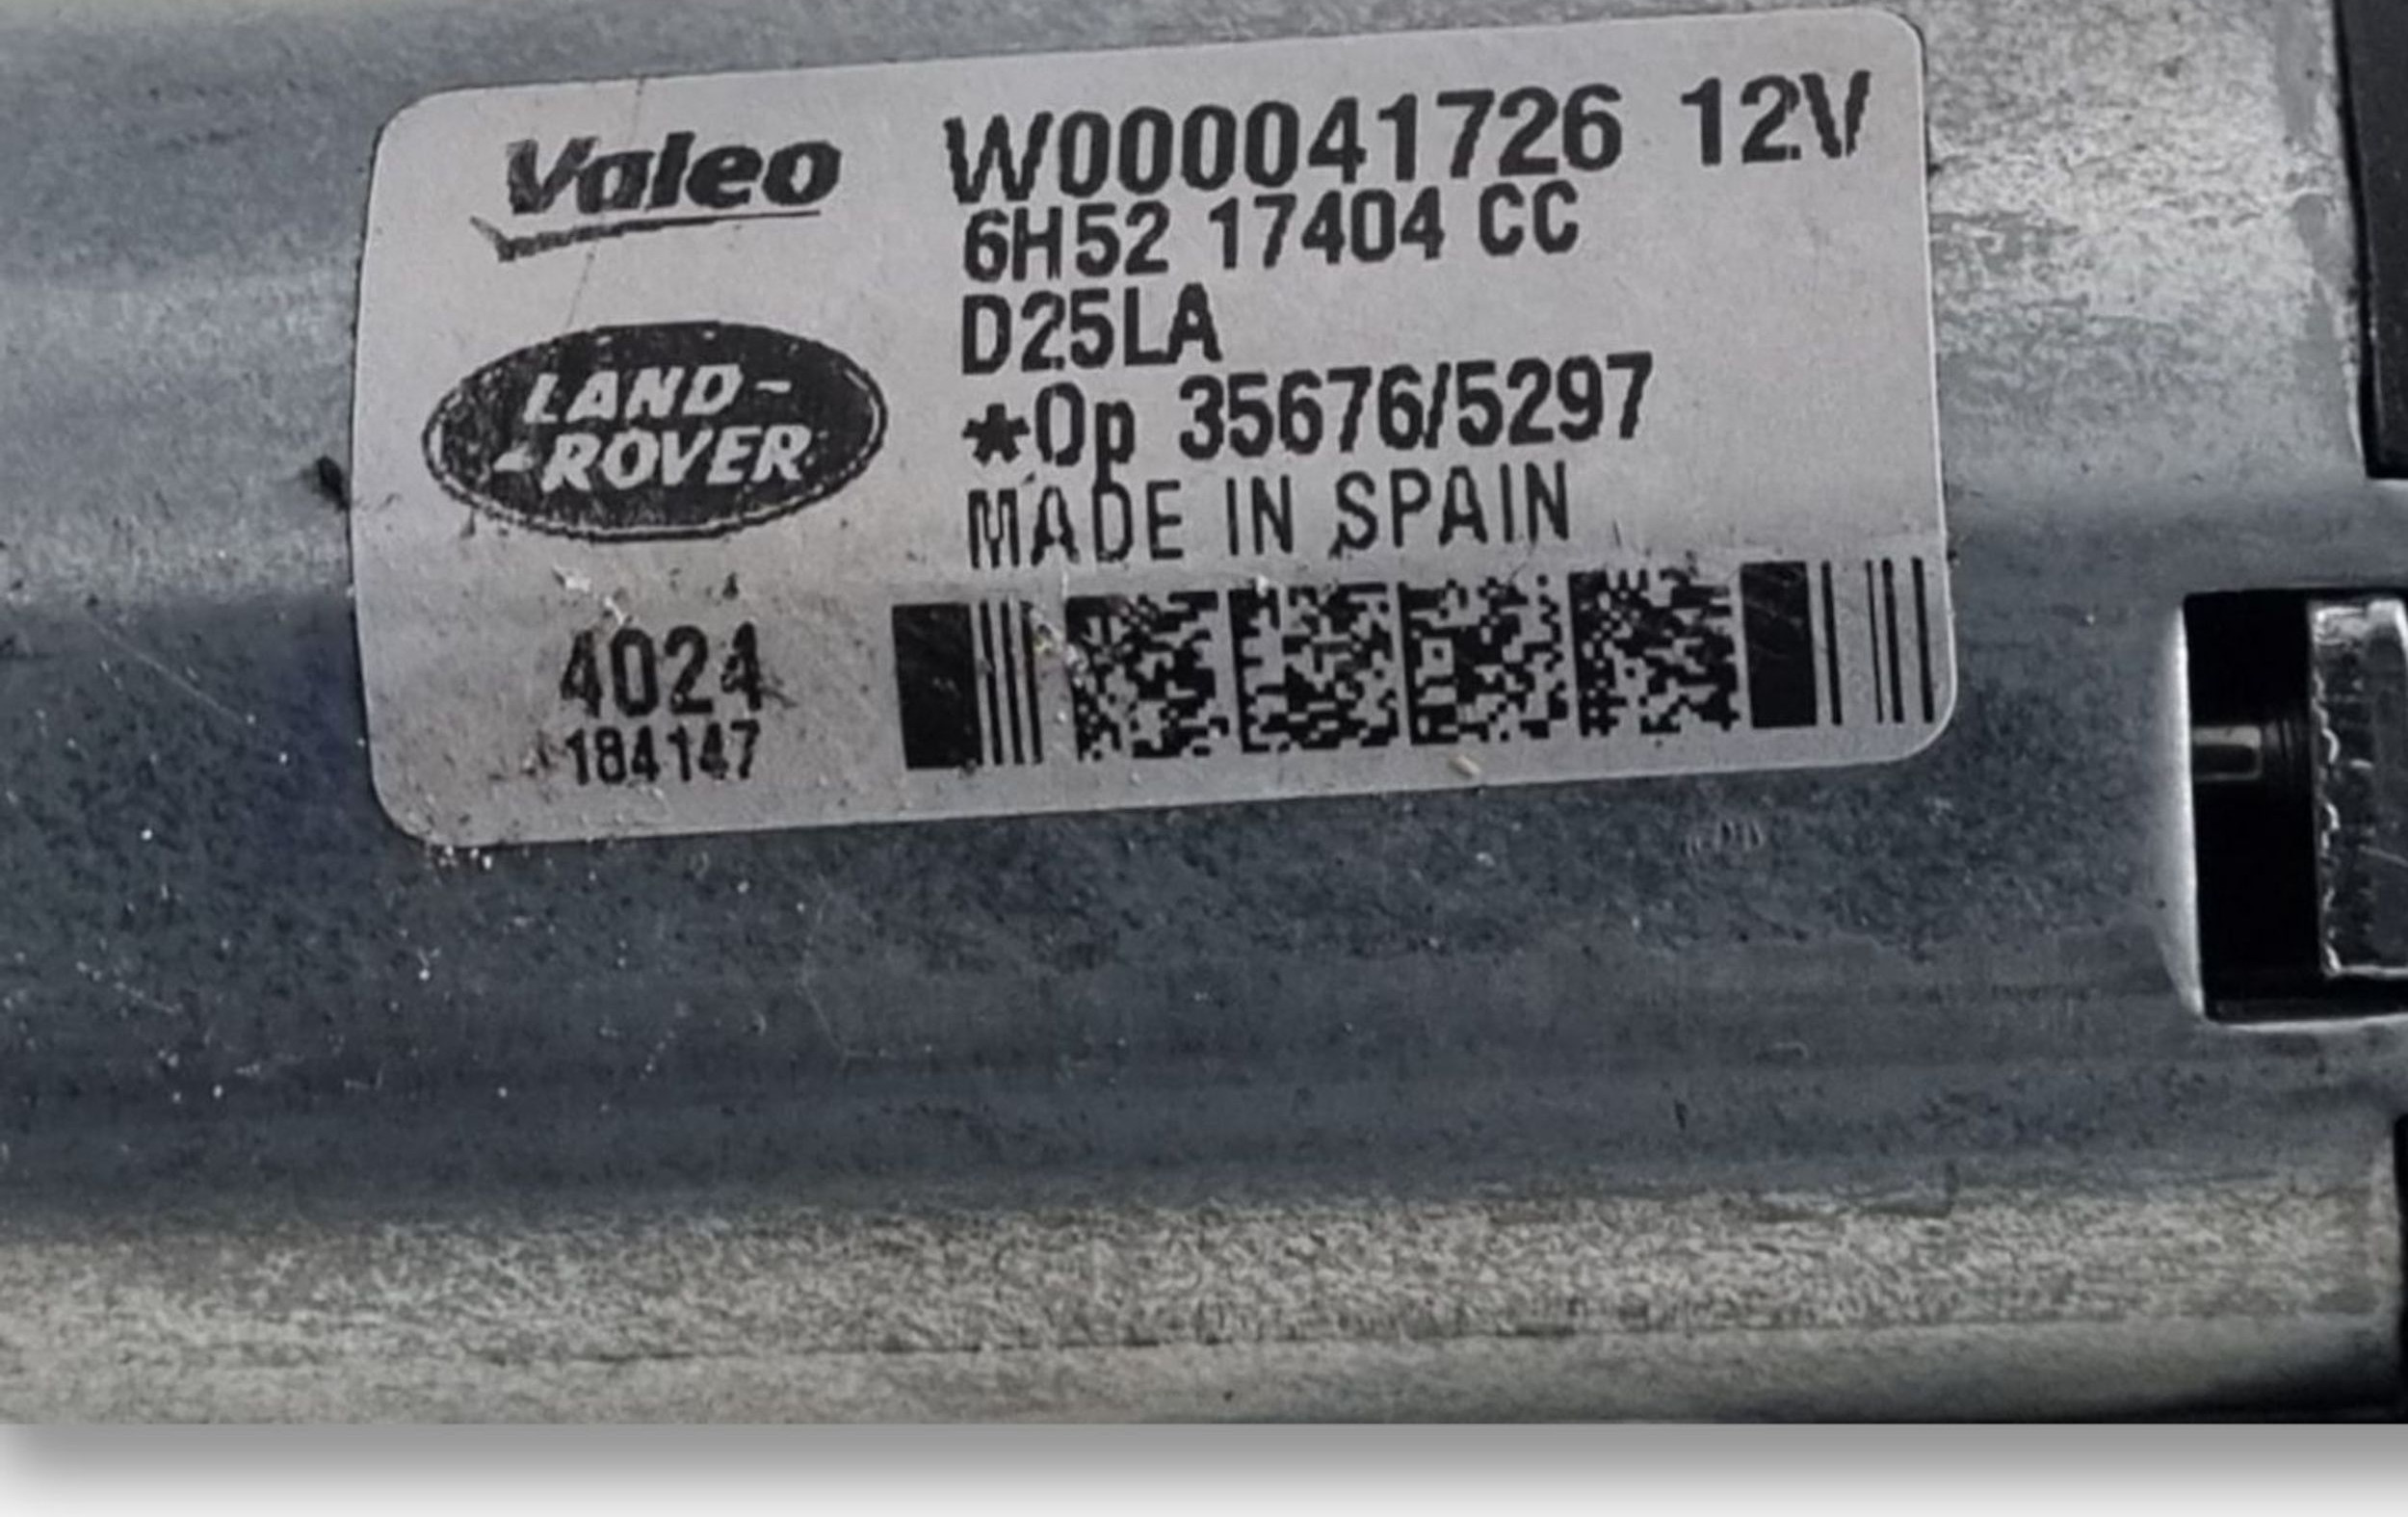 Valeo
W000041726 12V
6H52 17404 CC
D25LA
*Op 35676/5297
MADE IN SPAIN
LAND-
-ROVER
4024
184147